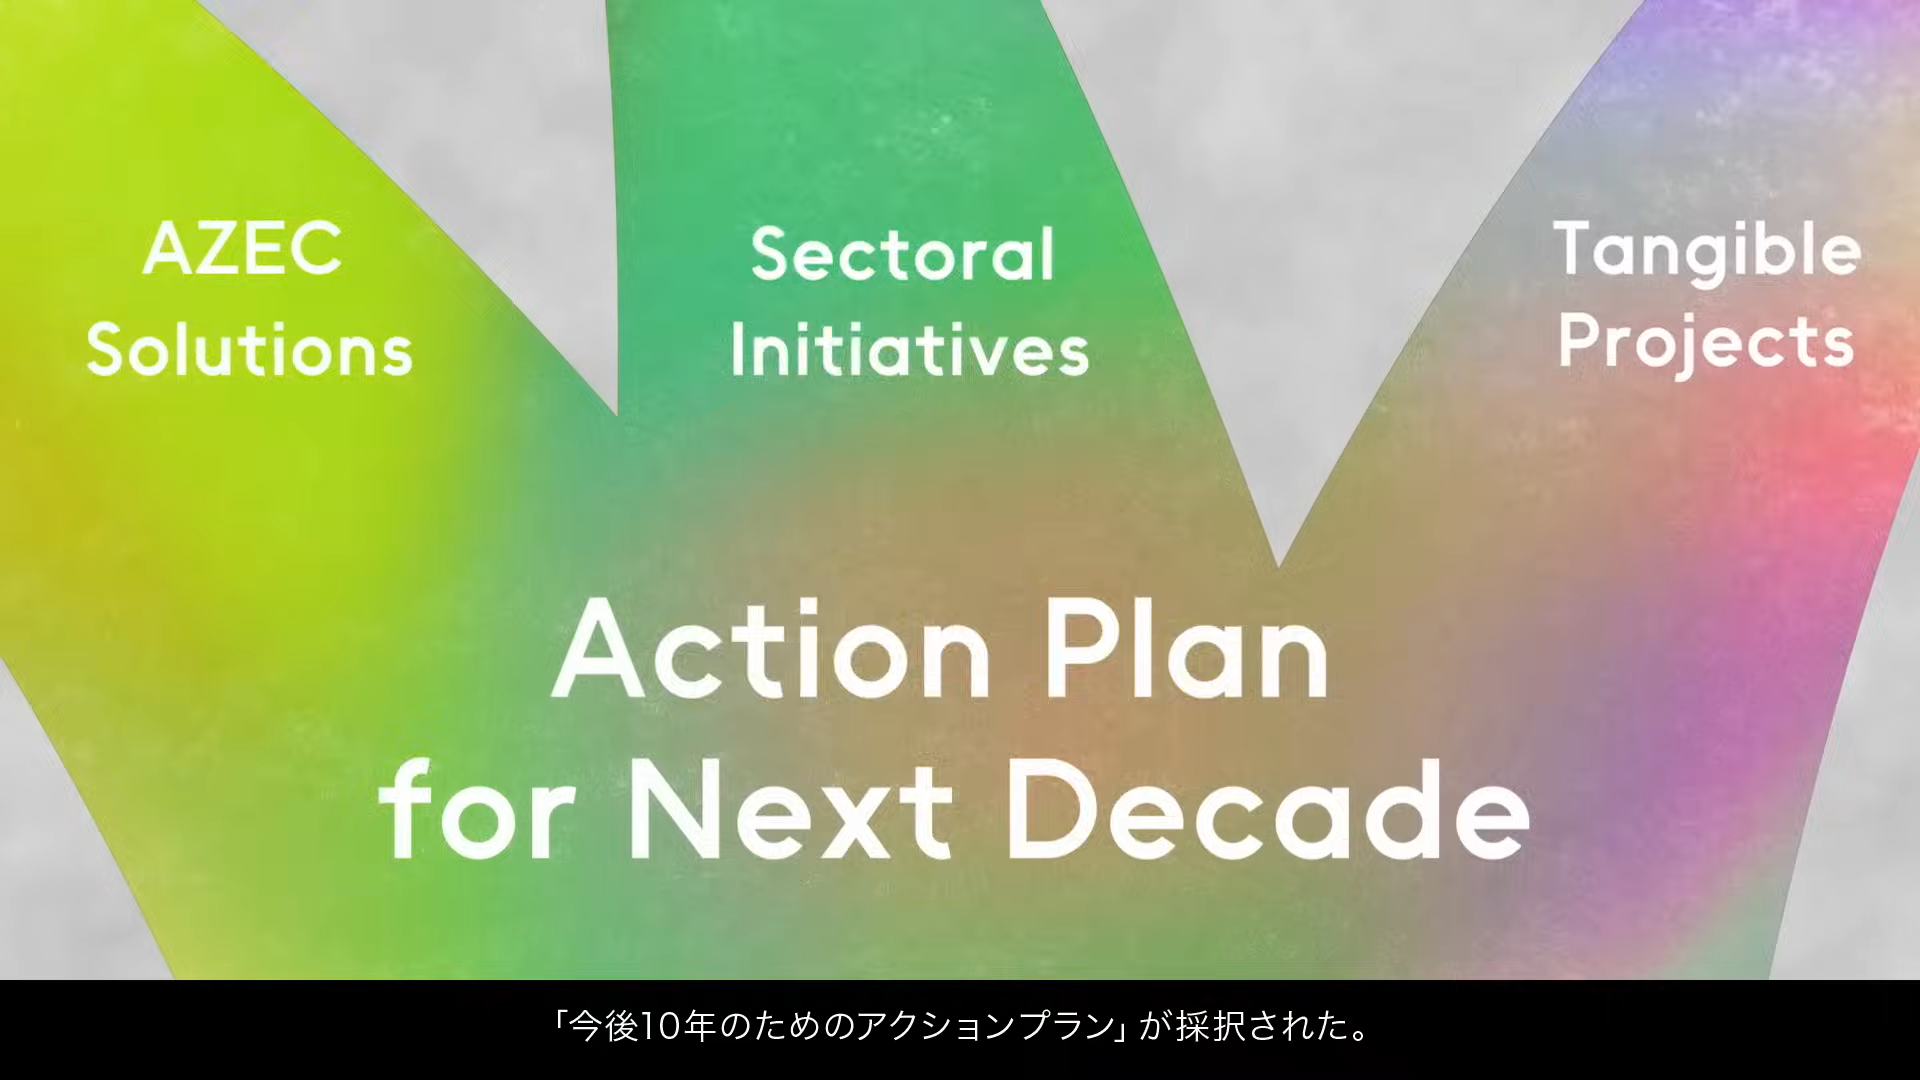 AZEC
Solutions
Sectoral
Initiatives
Tangible
Projects
Action Plan
for Next Decade
「今後10年のためのアクションプラン」が採択された。